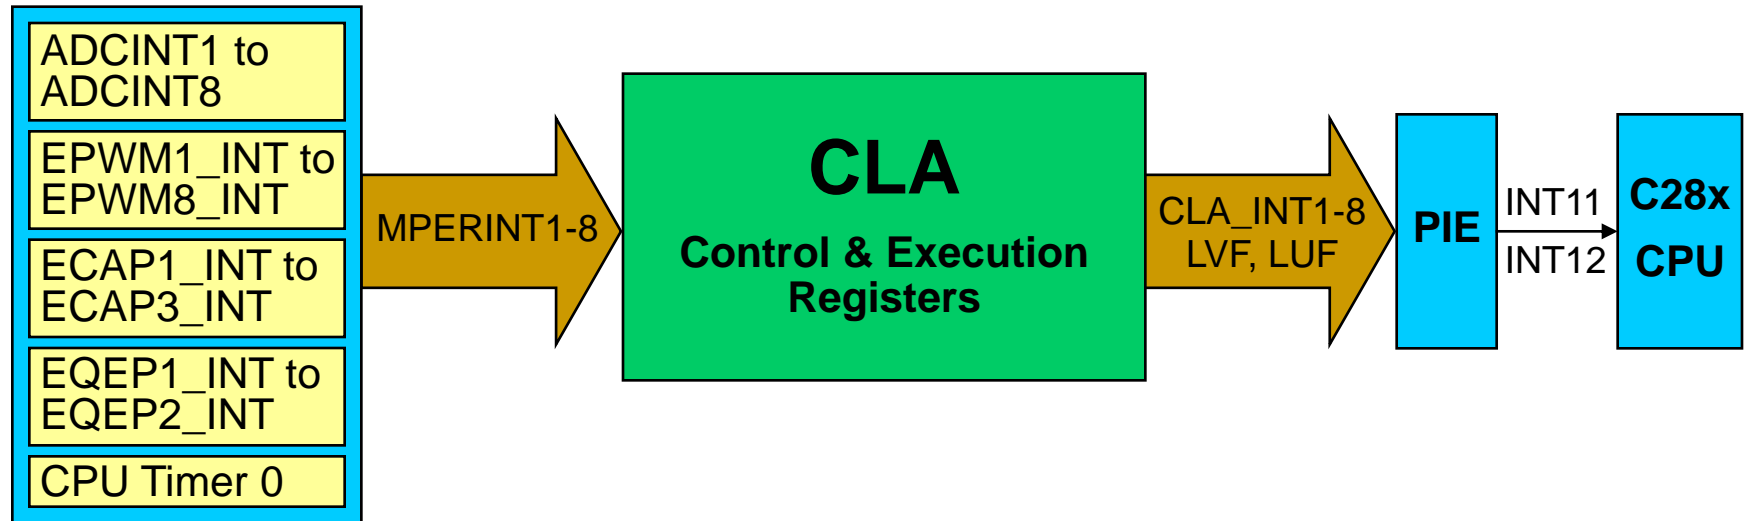 ADCINT1 to
ADCINT8
EPWM1_INT to
EPWM8_INT
ECAP1_INT to
ECAP3_INT
EQEP1_INT to
EQEP2_INT
CPU Timer 0
MPERINT1-8
CLA
Control & Execution
Registers
CLA_INT1-8
LVF, LUF
PIE
INT11
INT12
C28x
CPU